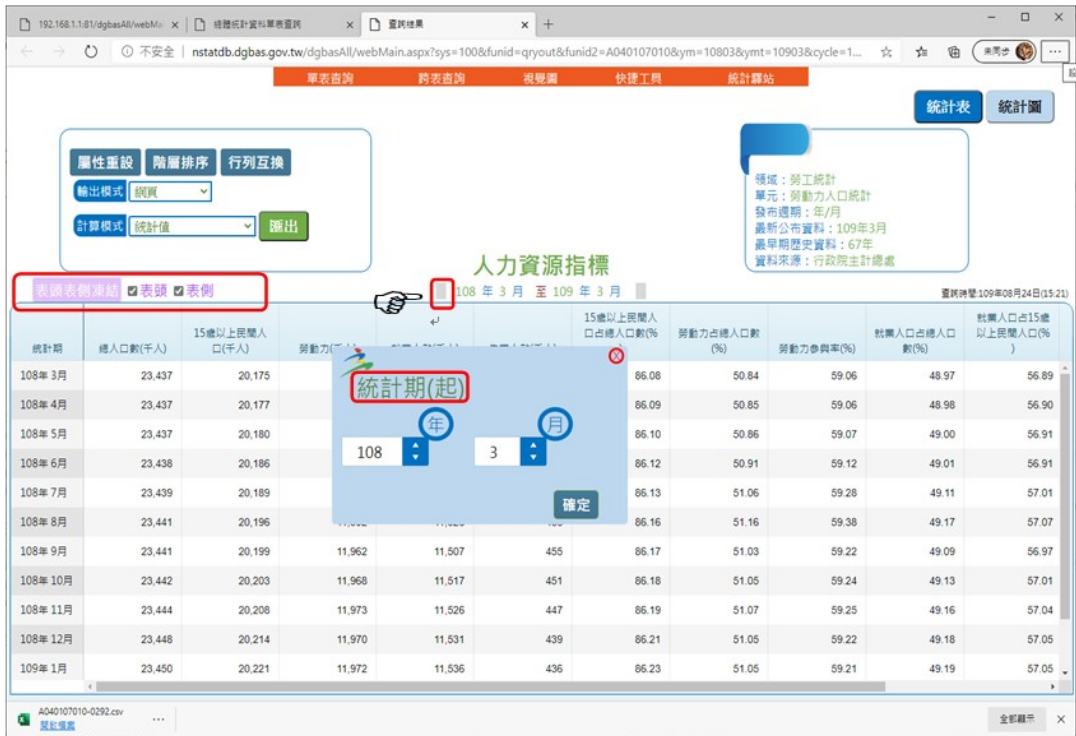 192.168.1.1:81/dgbasAll/webMa
總體統計資料單表查詢
查詢結果
不安全 nstatdb.dgbas.gov.tw/dgbasAll/webMain.aspx?sys=100&funid=qryout&funid2=A040107010&ym=10803&ymt=10903&cycle=1... 未同步
單表查詢 跨表查詢 視覺圖 快捷工具 統計驛站
統計表 統計圖
屬性重設 階層排序 行列互換
輸出模式 網頁
計算模式 統計值 匯出
領域：勞工統計
單元：勞動力人口統計
發布週期：年/月
最新公布資料：109年3月
最早期歷史資料：67年
資料來源：行政院主計總處
人力資源指標
表頭表側凍結 表頭 表側
108 年 3 月 至 109 年 3 月
查詢時間:109年08月24日(15:21)
統計期 總人口數(千人) 15歲以上民間人口(千人) 15歲以上民間人口占總人口數(%) 勞動力占總人口數(%) 勞動力參與率(%) 就業人口占總人口數(%) 就業人口占15歲以上民間人口(%)
108年 3月 23,437 20,175 86.08 50.84 59.06 48.97 56.89
108年 4月 23,437 20,177 86.09 50.85 59.06 48.98 56.90
108年 5月 23,437 20,180 86.10 50.86 59.07 49.00 56.91
108年 6月 23,438 20,186 86.12 50.91 59.12 49.01 56.91
108年 7月 23,439 20,189 86.13 51.06 59.28 49.11 57.01
108年 8月 23,441 20,196 86.16 51.16 59.38 49.17 57.07
108年 9月 23,441 20,199 11,962 11,507 455 86.17 51.03 59.22 49.09 56.97
108年 10月 23,442 20,203 11,968 11,517 451 86.18 51.05 59.24 49.13 57.01
108年 11月 23,444 20,208 11,973 11,526 447 86.19 51.07 59.25 49.16 57.04
108年 12月 23,448 20,214 11,970 11,531 439 86.21 51.05 59.22 49.18 57.05
109年 1月 23,450 20,221 11,972 11,536 436 86.23 51.05 59.21 49.19 57.05
統計期(起)
X
年 月
108 3
確定
A040107010-0292.csv
開啟檔案
全部顯示